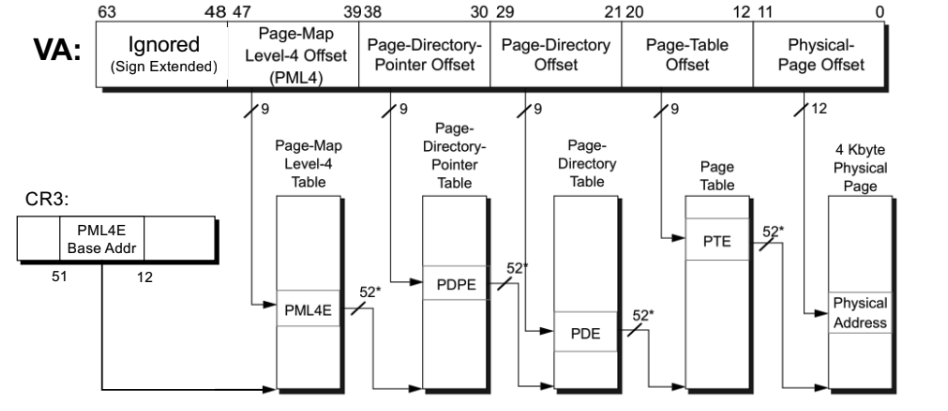 63 48 47 39 38 30 29 21 20 12 11 0
VA:
Ignored
(Sign Extended)
Page-Map
Level-4 Offset
(PML4)
Page-Directory-
Pointer Offset
Page-Directory
Offset
Page-Table
Offset
Physical-
Page Offset
9 9 9 9 12
Page-Map
Level-4
Table
Page-
Directory-
Pointer
Table
Page-
Directory
Table
Page
Table
4 Kbyte
Physical
Page
CR3:
PML4E
Base Addr
51 12
PML4E
52*
PDPE
52*
PDE
52*
PTE
52*
Physical
Address